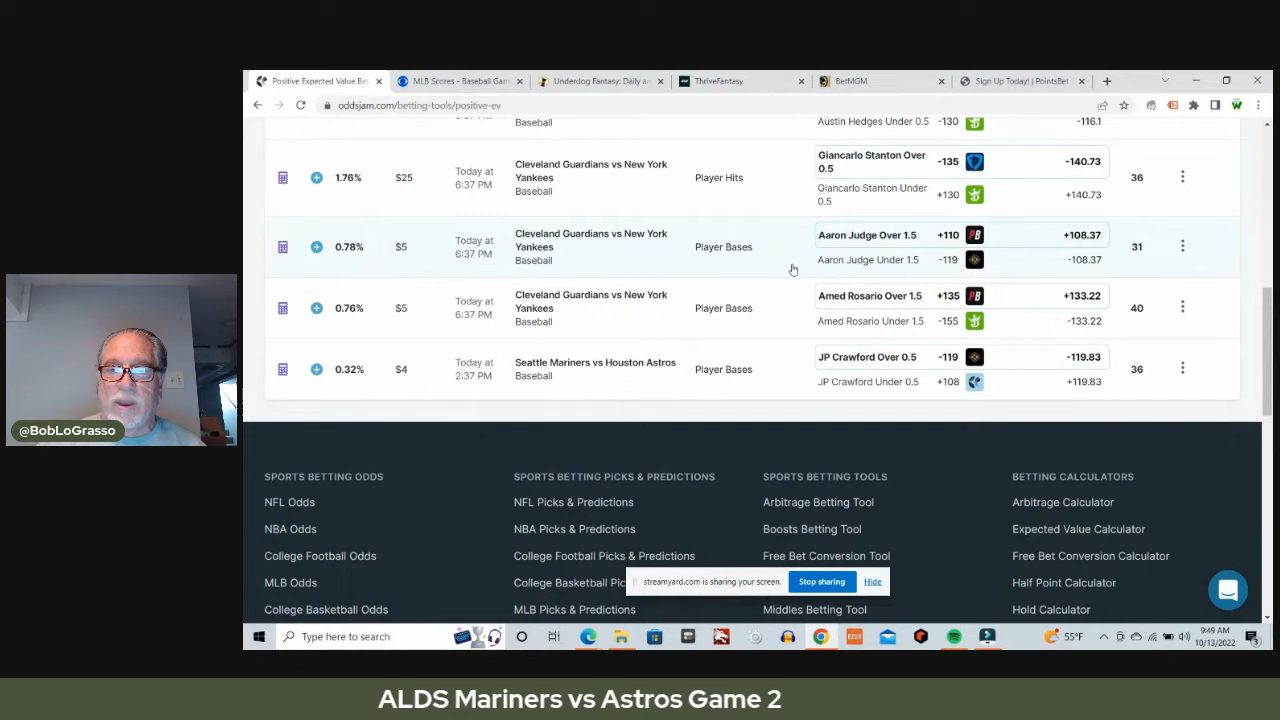 Positive Expected Value Be
MLB Scores - Baseball Gam
Underdog Fantasy: Daily an
ThriveFantasy
BetMGM
Sign Up Today! | PointsBet
oddsjam.com/betting-tools/positive-ev
Baseball
Austin Hedges Under 0.5 -130 -116.1
1.76% $25 Today at 6:37 PM
Cleveland Guardians vs New York
Yankees
Baseball
Player Hits
Giancarlo Stanton Over
0.5
-135 -140.73
Giancarlo Stanton Under
0.5
+130 +140.73
36
0.78% $5 Today at 6:37 PM
Cleveland Guardians vs New York
Yankees
Baseball
Player Bases
Aaron Judge Over 1.5 +110 PB +108.37
Aaron Judge Under 1.5 -119 -108.37
31
0.76% $5 Today at 6:37 PM
Cleveland Guardians vs New York
Yankees
Baseball
Player Bases
Amed Rosario Over 1.5 +135 PB +133.22
Amed Rosario Under 1.5 -155 -133.22
40
0.32% $4 Today at 2:37 PM
Seattle Mariners vs Houston Astros
Baseball
Player Bases
JP Crawford Over 0.5 -119 -119.83
JP Crawford Under 0.5 +108 +119.83
36
@BobLoGrasso
SPORTS BETTING ODDS
NFL Odds
NBA Odds
College Football Odds
MLB Odds
College Basketball Odds
SPORTS BETTING PICKS & PREDICTIONS
NFL Picks & Predictions
NBA Picks & Predictions
College Football Picks & Predictions
College Basketball Pic
MLB Picks & Predictions
SPORTS BETTING TOOLS
Arbitrage Betting Tool
Boosts Betting Tool
Free Bet Conversion Tool
Middles Betting Tool
BETTING CALCULATORS
Arbitrage Calculator
Expected Value Calculator
Free Bet Conversion Calculator
Half Point Calculator
Hold Calculator
streamyard.com is sharing your screen.
Stop sharing
Hide
Type here to search
55°F
9:49 AM
10/13/2022
ALDS Mariners vs Astros Game 2